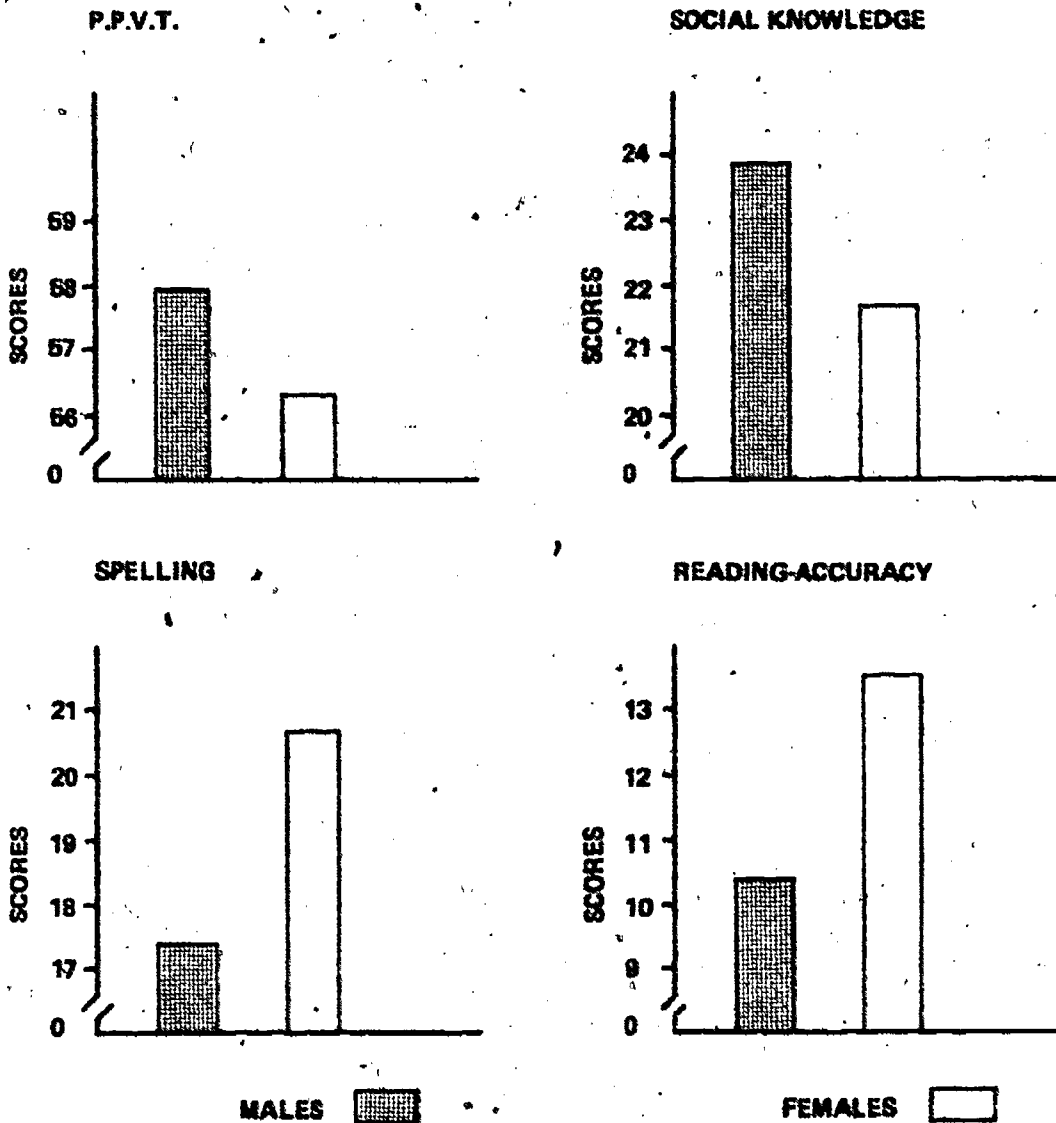 P.P.V.T.
SCORES
59
58
57
56
0
SOCIAL KNOWLEDGE
SCORES
24
23
22
21
20
0
SPELLING
SCORES
21
20
19
18
17
0
READING-ACCURACY
SCORES
13
12
11
10
9
0
MALES
FEMALES